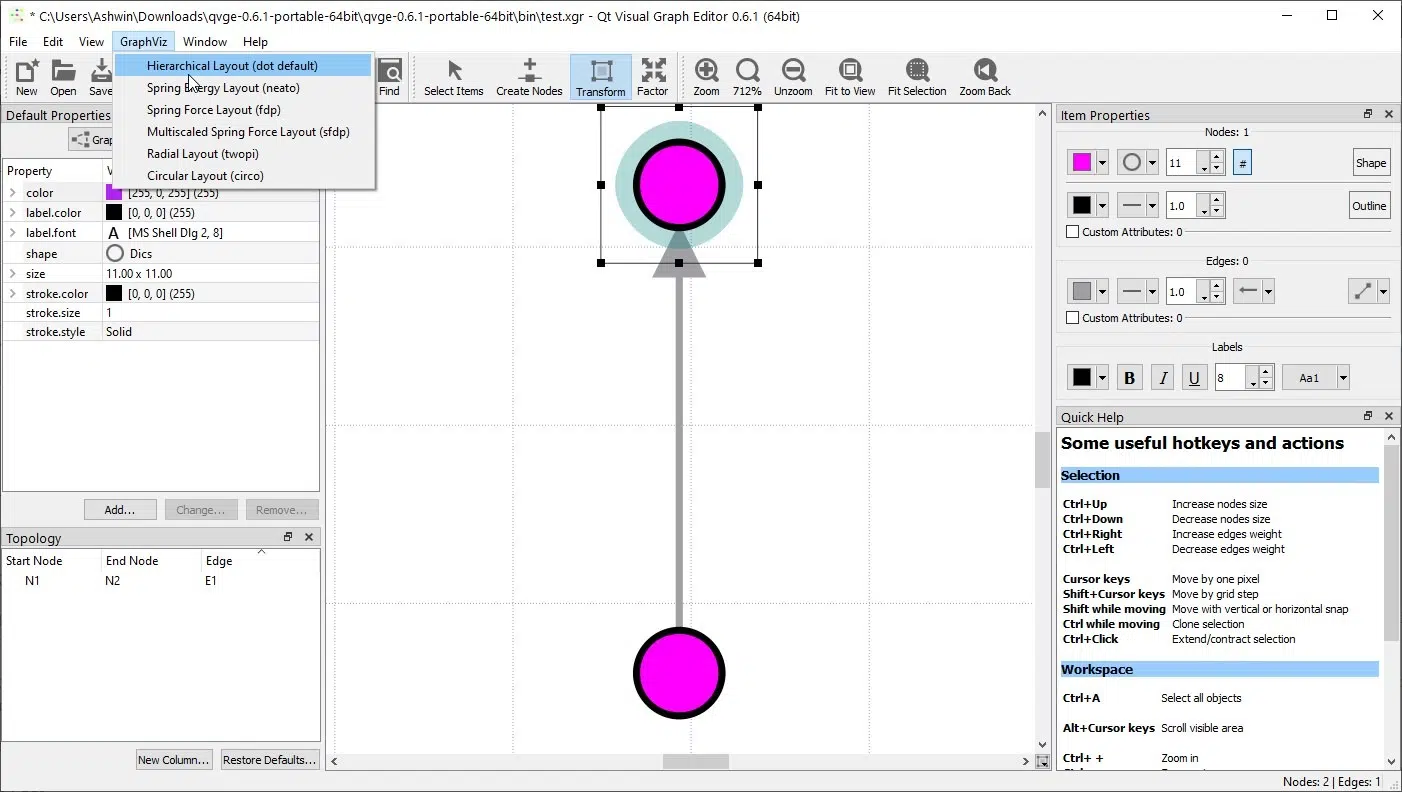 * C:\Users\Ashwin\Downloads\qvge-0.6.1-portable-64bit\qvge-0.6.1-portable-64bit\bin\test.xgr - Qt Visual Graph Editor 0.6.1 (64bit)
File Edit View GraphViz Window Help
Hierarchical Layout (dot default)
Spring Energy Layout (neato)
Spring Force Layout (fdp)
Multiscaled Spring Force Layout (sfdp)
Radial Layout (twopi)
Circular Layout (circo)
New Open Save Find Select Items Create Nodes Transform Factor Zoom 712% Unzoom Fit to View Fit Selection Zoom Back
Default Properties
Property
color [255, 0, 255] (255)
label.color [0, 0, 0] (255)
label.font A [MS Shell Dlg 2, 8]
shape Dics
size 11.00 x 11.00
stroke.color [0, 0, 0] (255)
stroke.size 1
stroke.style Solid
Add... Change... Remove...
Topology
Start Node End Node Edge
N1 N2 E1
New Column... Restore Defaults...
Item Properties
Nodes: 1
11 # Shape
1.0 Outline
Custom Attributes: 0
Edges: 0
1.0
Custom Attributes: 0
Labels
B I U 8 Aa1
Quick Help
Some useful hotkeys and actions
Selection
Ctrl+Up Increase nodes size
Ctrl+Down Decrease nodes size
Ctrl+Right Increase edges weight
Ctrl+Left Decrease edges weight
Cursor keys Move by one pixel
Shift+Cursor keys Move by grid step
Shift while moving Move with vertical or horizontal snap
Ctrl while moving Clone selection
Ctrl+Click Extend/contract selection
Workspace
Ctrl+A Select all objects
Alt+Cursor keys Scroll visible area
Ctrl+ + Zoom in
Nodes: 2 | Edges: 1